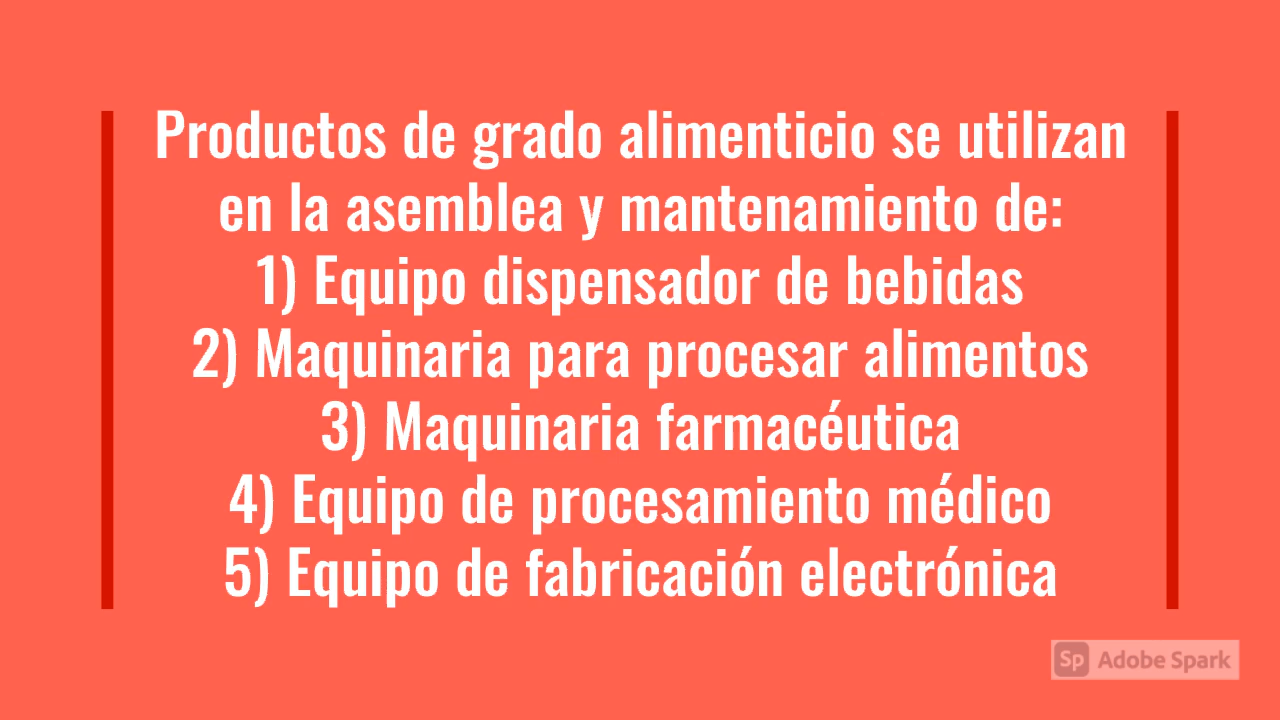 Productos de grado alimenticio se utilizan
en la asemblea y mantenamiento de:
1) Equipo dispensador de bebidas
2) Maquinaria para procesar alimentos
3) Maquinaria farmacéutica
4) Equipo de procesamiento médico
5) Equipo de fabricación electrónica
Sp Adobe Spark